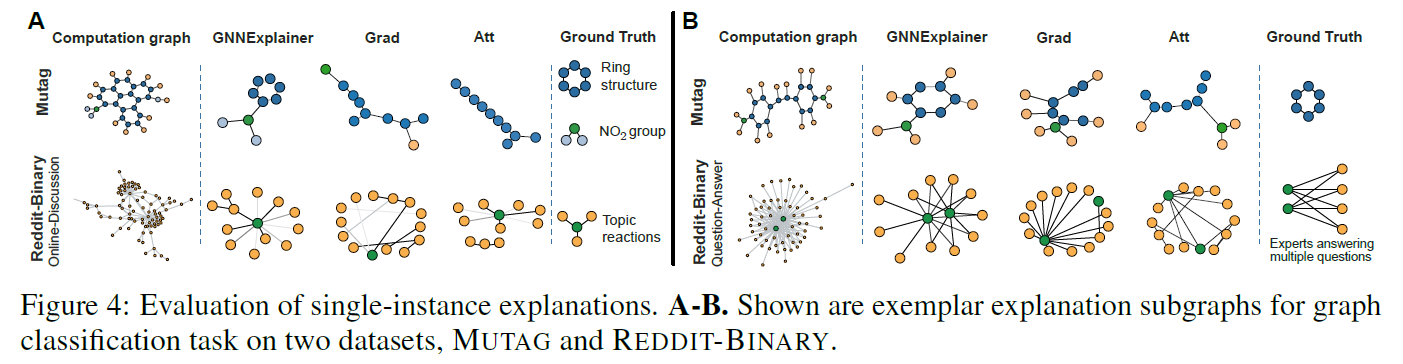 A
Computation graph GNNExplainer Grad Att Ground Truth
Mutag
Ring
structure
NO2 group
Reddit-Binary
Online-Discussion
Topic
reactions
B
Computation graph GNNExplainer Grad Att Ground Truth
Mutag
Reddit-Binary
Question-Answer
Experts answering
multiple questions
Figure 4: Evaluation of single-instance explanations. A-B. Shown are exemplar explanation subgraphs for graph
classification task on two datasets, MUTAG and REDDIT-BINARY.